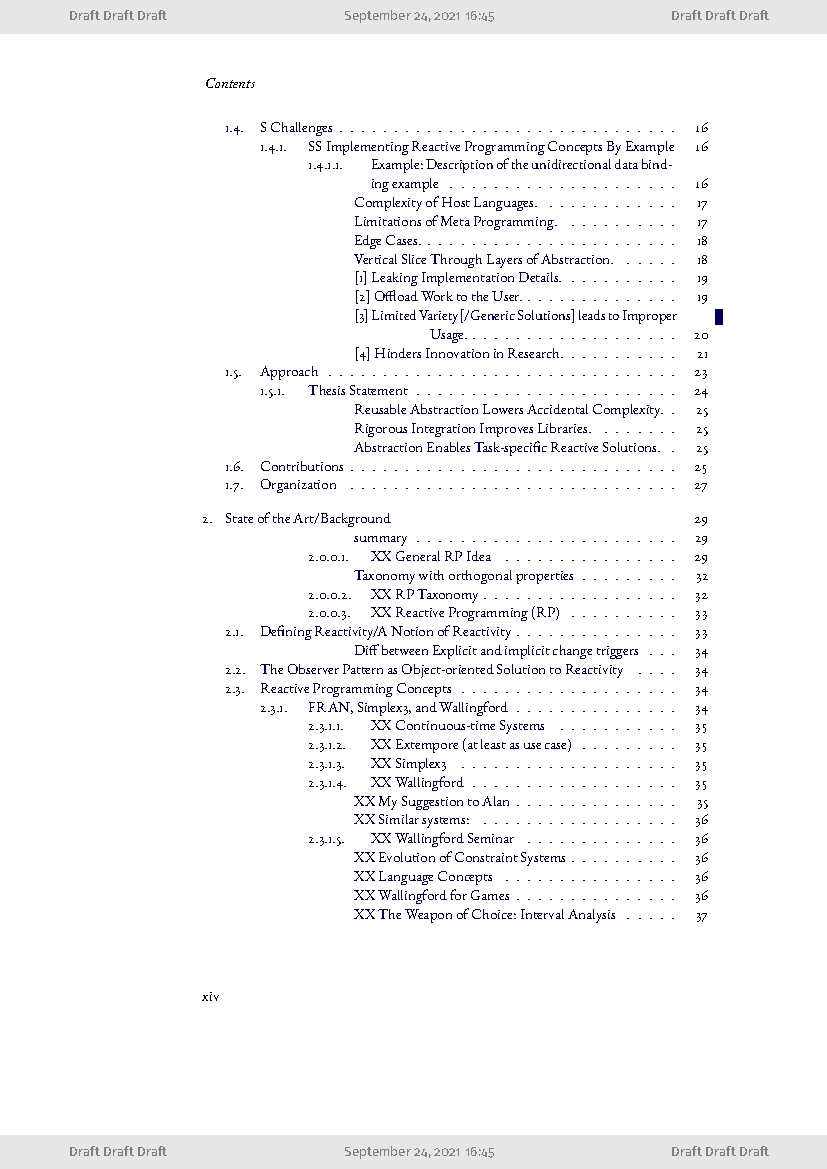 Draft Draft Draft September 24, 2021 16:45 Draft Draft Draft
Contents
1.4. S Challenges . . . . . . . . . . . . . . . . . . . . . . . . . . . . . . . 16
1.4.1. SS Implementing Reactive Programming Concepts By Example 16
1.4.1.1. Example: Description of the unidirectional data bind-
ing example . . . . . . . . . . . . . . . . . . . . . 16
Complexity of Host Languages. . . . . . . . . . . . . 17
Limitations of Meta Programming. . . . . . . . . . . 17
Edge Cases. . . . . . . . . . . . . . . . . . . . . . . . 18
Vertical Slice Through Layers of Abstraction. . . . . . 18
[1] Leaking Implementation Details. . . . . . . . . . . 19
[2] Offload Work to the User. . . . . . . . . . . . . . . 19
[3] Limited Variety[/Generic Solutions] leads to Improper
Usage. . . . . . . . . . . . . . . . . . . . 20
[4] Hinders Innovation in Research. . . . . . . . . . . 21
1.5. Approach . . . . . . . . . . . . . . . . . . . . . . . . . . . . . . . . 23
1.5.1. Thesis Statement . . . . . . . . . . . . . . . . . . . . . . . . 24
Reusable Abstraction Lowers Accidental Complexity. . . 25
Rigorous Integration Improves Libraries. . . . . . . . 25
Abstraction Enables Task-specific Reactive Solutions. . . 25
1.6. Contributions . . . . . . . . . . . . . . . . . . . . . . . . . . . . . . 25
1.7. Organization . . . . . . . . . . . . . . . . . . . . . . . . . . . . . . 27
2. State of the Art/Background 29
summary . . . . . . . . . . . . . . . . . . . . . . . . 29
2.0.0.1. XX General RP Idea . . . . . . . . . . . . . . . . 29
Taxonomy with orthogonal properties . . . . . . . . . 32
2.0.0.2. XX RP Taxonomy . . . . . . . . . . . . . . . . . . 32
2.0.0.3. XX Reactive Programming (RP) . . . . . . . . . . 33
2.1. Defining Reactivity/A Notion of Reactivity . . . . . . . . . . . . . . . 33
Diff between Explicit and implicit change triggers . . . 34
2.2. The Observer Pattern as Object-oriented Solution to Reactivity . . . . 34
2.3. Reactive Programming Concepts . . . . . . . . . . . . . . . . . . . . 34
2.3.1. FRAN, Simplex3, and Wallingford . . . . . . . . . . . . . . . 34
2.3.1.1. XX Continuous-time Systems . . . . . . . . . . . 35
2.3.1.2. XX Extempore (at least as use case) . . . . . . . . . 35
2.3.1.3. XX Simplex3 . . . . . . . . . . . . . . . . . . . . 35
2.3.1.4. XX Wallingford . . . . . . . . . . . . . . . . . . . 35
XX My Suggestion to Alan . . . . . . . . . . . . . . . 35
XX Similar systems: . . . . . . . . . . . . . . . . . . 36
2.3.1.5. XX Wallingford Seminar . . . . . . . . . . . . . . 36
XX Evolution of Constraint Systems . . . . . . . . . . 36
XX Language Concepts . . . . . . . . . . . . . . . . 36
XX Wallingford for Games . . . . . . . . . . . . . . . 36
XX The Weapon of Choice: Interval Analysis . . . . . 37
xiv
Draft Draft Draft September 24, 2021 16:45 Draft Draft Draft